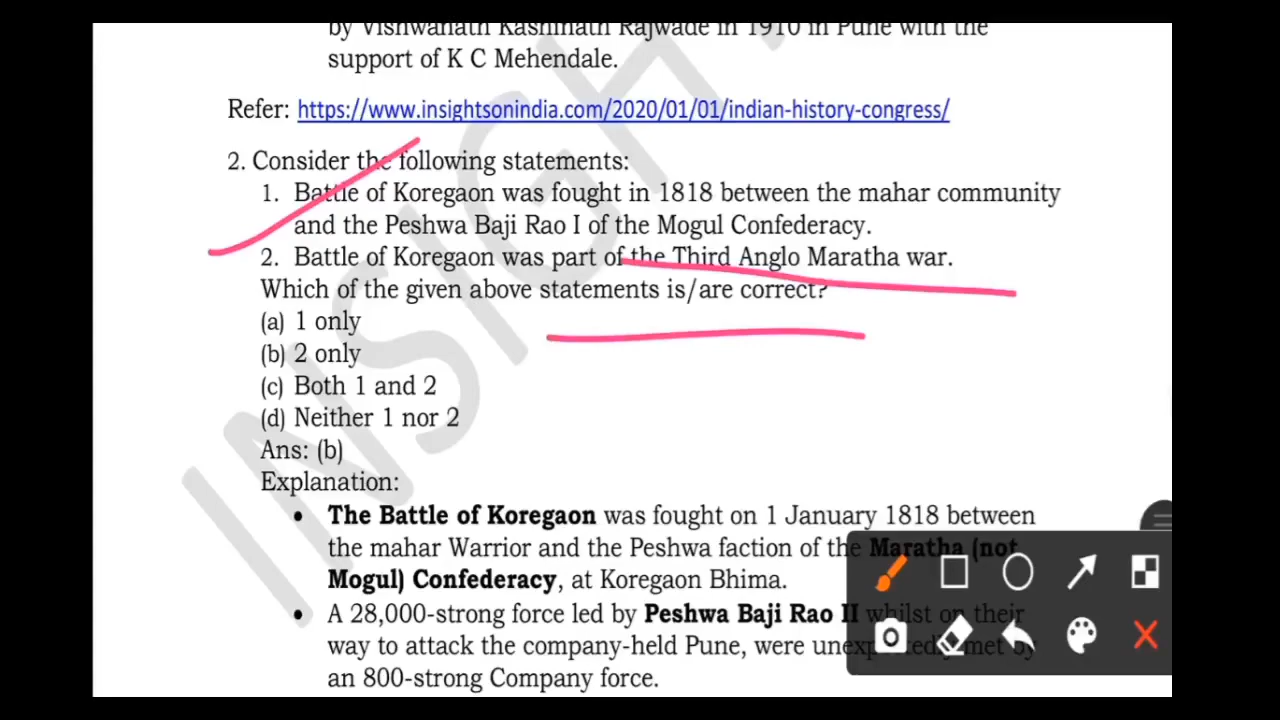 by Vishwanath Kashinath Rajwade in 1910 in Pune with the
support of K C Mehendale.
Refer: https://www.insightsonindia.com/2020/01/01/indian-history-congress/
2. Consider the following statements:
1. Battle of Koregaon was fought in 1818 between the mahar community
and the Peshwa Baji Rao I of the Mogul Confederacy.
2. Battle of Koregaon was part of the Third Anglo Maratha war.
Which of the given above statements is/are correct?
(a) 1 only
(b) 2 only
(c) Both 1 and 2
(d) Neither 1 nor 2
Ans: (b)
Explanation:
• The Battle of Koregaon was fought on 1 January 1818 between
the mahar Warrior and the Peshwa faction of the Maratha (not
Mogul) Confederacy, at Koregaon Bhima.
• A 28,000-strong force led by Peshwa Baji Rao II whilst on their
way to attack the company-held Pune, were unexpectedly met by
an 800-strong Company force.
INSIGH